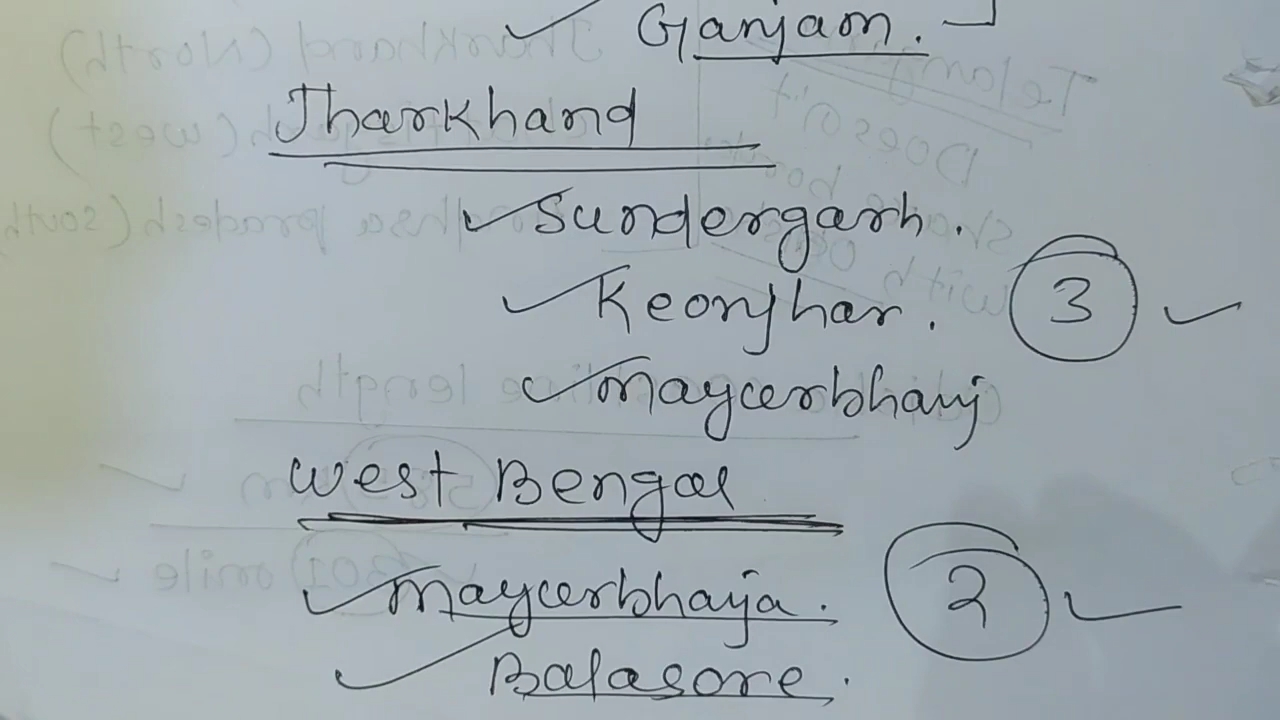 Ganjam.
Jharkhand
Sundergarh.
Keonjhar.
3
Mayurbhanj
West Bengal
Mayurbhanja.
2
Balasore.